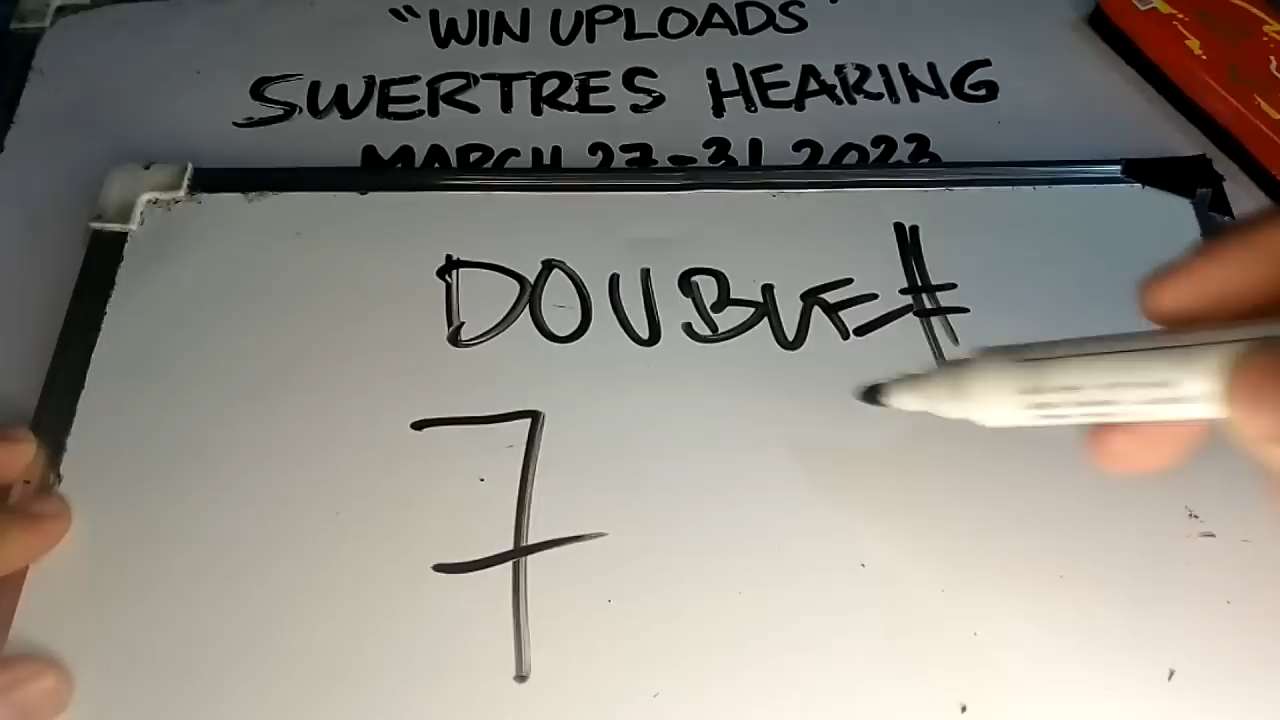 "WIN UPLOADS"
SWERTRES HEARING
MARCH 27-31 2023
DOUBLE#
7